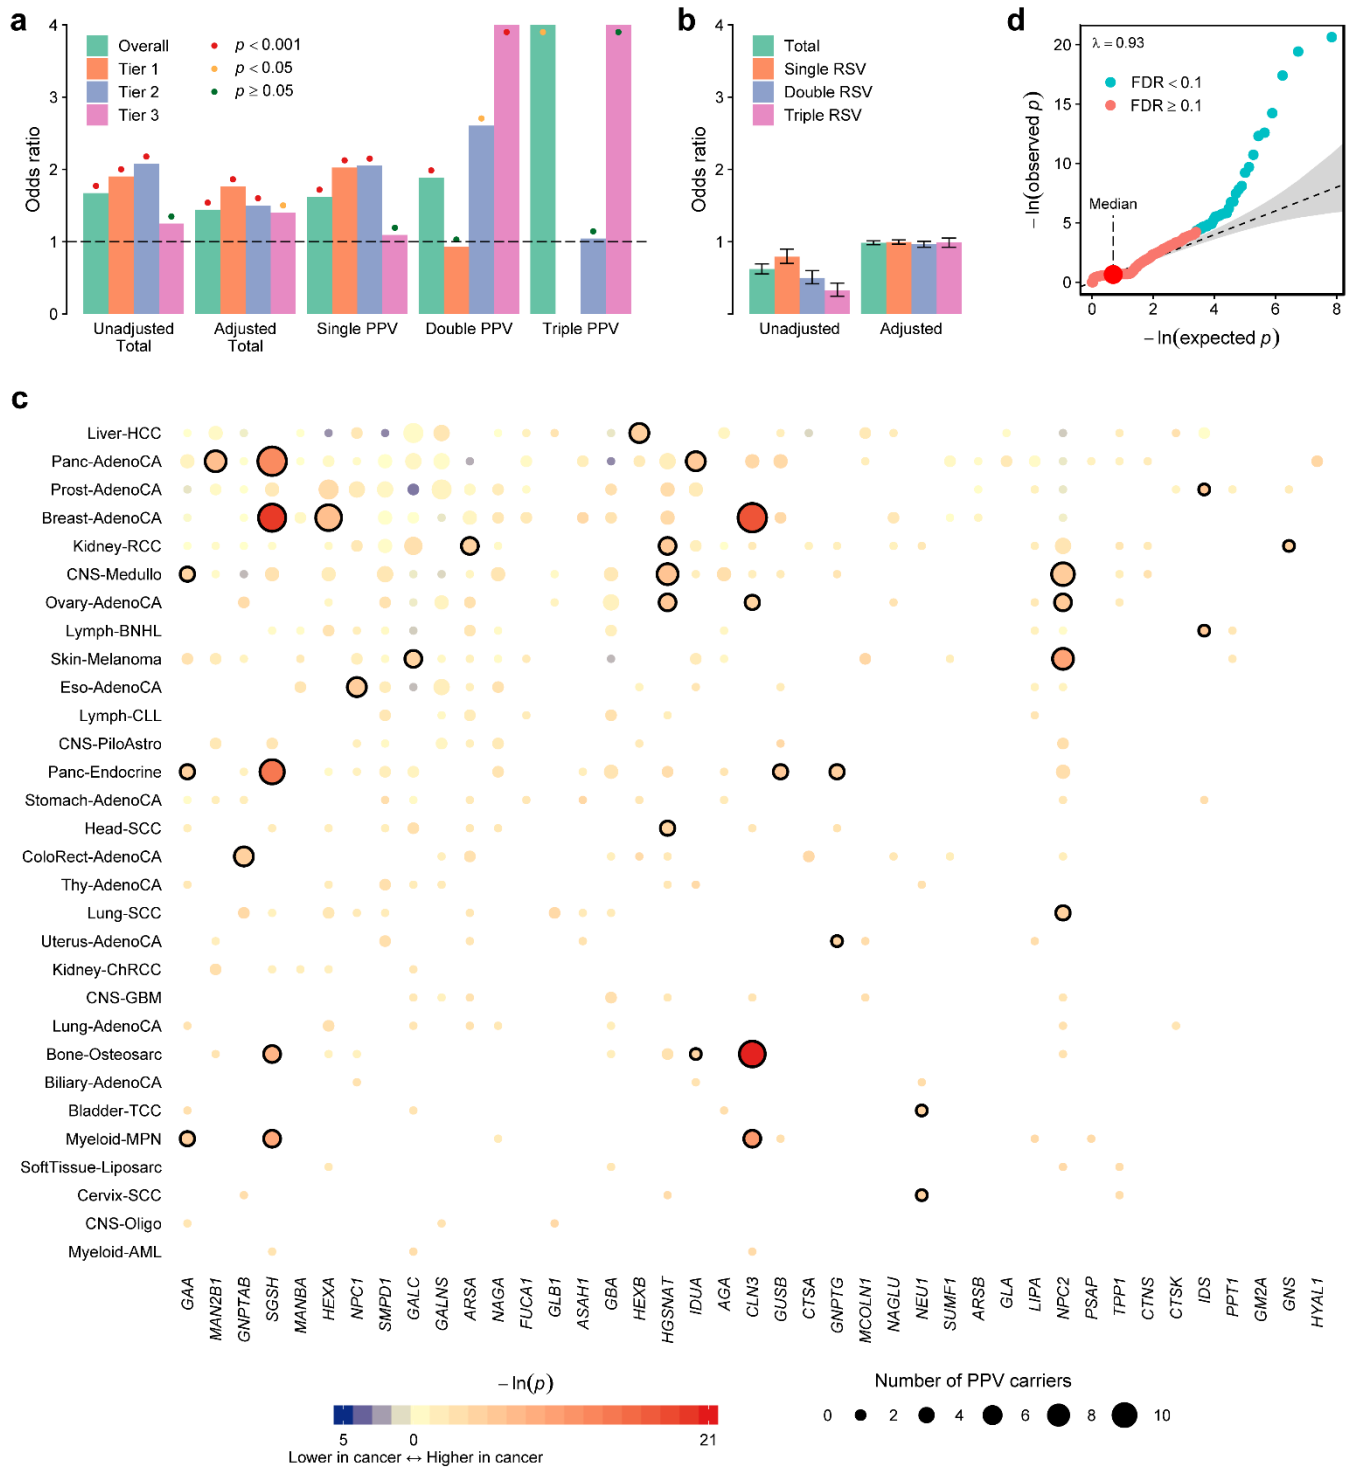 a
4
3
2
1
0
Odds ratio
Overall
Tier 1
Tier 2
Tier 3
p < 0.001
p < 0.05
p ≥ 0.05
Unadjusted
Total
Adjusted
Total
Single PPV
Double PPV
Triple PPV
b
4
3
2
1
0
Odds ratio
Total
Single RSV
Double RSV
Triple RSV
Unadjusted
Adjusted
d
20
15
10
5
0
− ln(observed p)
λ = 0.93
FDR < 0.1
FDR ≥ 0.1
Median
0 2 4 6 8
− ln(expected p)
c
Liver-HCC
Panc-AdenoCA
Prost-AdenoCA
Breast-AdenoCA
Kidney-RCC
CNS-Medullo
Ovary-AdenoCA
Lymph-BNHL
Skin-Melanoma
Eso-AdenoCA
Lymph-CLL
CNS-PiloAstro
Panc-Endocrine
Stomach-AdenoCA
Head-SCC
ColoRect-AdenoCA
Thy-AdenoCA
Lung-SCC
Uterus-AdenoCA
Kidney-ChRCC
CNS-GBM
Lung-AdenoCA
Bone-Osteosarc
Biliary-AdenoCA
Bladder-TCC
Myeloid-MPN
SoftTissue-Liposarc
Cervix-SCC
CNS-Oligo
Myeloid-AML
GAA
MAN2B1
GNPTAB
SGSH
MANBA
HEXA
NPC1
SMPD1
GALC
GALNS
ARSA
NAGA
FUCA1
GLB1
ASAH1
GBA
HEXB
HGSNAT
IDUA
AGA
CLN3
GUSB
CTSA
GNPTG
MCOLN1
NAGLU
NEU1
SUMF1
ARSB
GLA
LIPA
NPC2
PSAP
TPP1
CTNS
CTSK
IDS
PPT1
GM2A
GNS
HYAL1
− ln(p)
5 0 21
Lower in cancer ↔ Higher in cancer
Number of PPV carriers
0 2 4 6 8 10